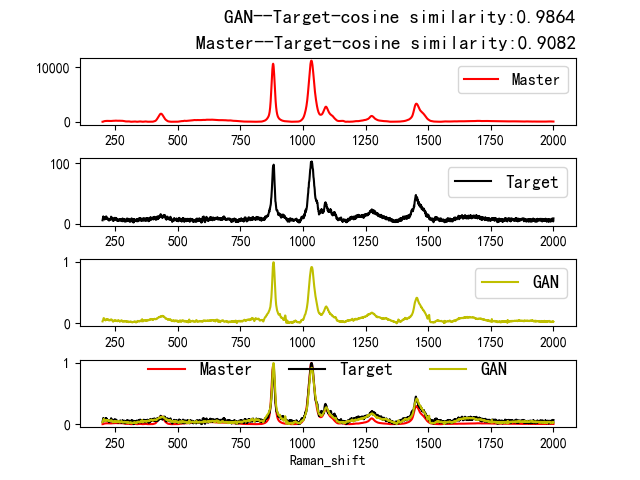 GAN--Target-cosine similarity:0.9864
Master--Target-cosine similarity:0.9082
10000
0
Master
250 500 750 1000 1250 1500 1750 2000
100
0
Target
250 500 750 1000 1250 1500 1750 2000
1
0
GAN
250 500 750 1000 1250 1500 1750 2000
1
0
Master Target GAN
250 500 750 1000 1250 1500 1750 2000
Raman_shift